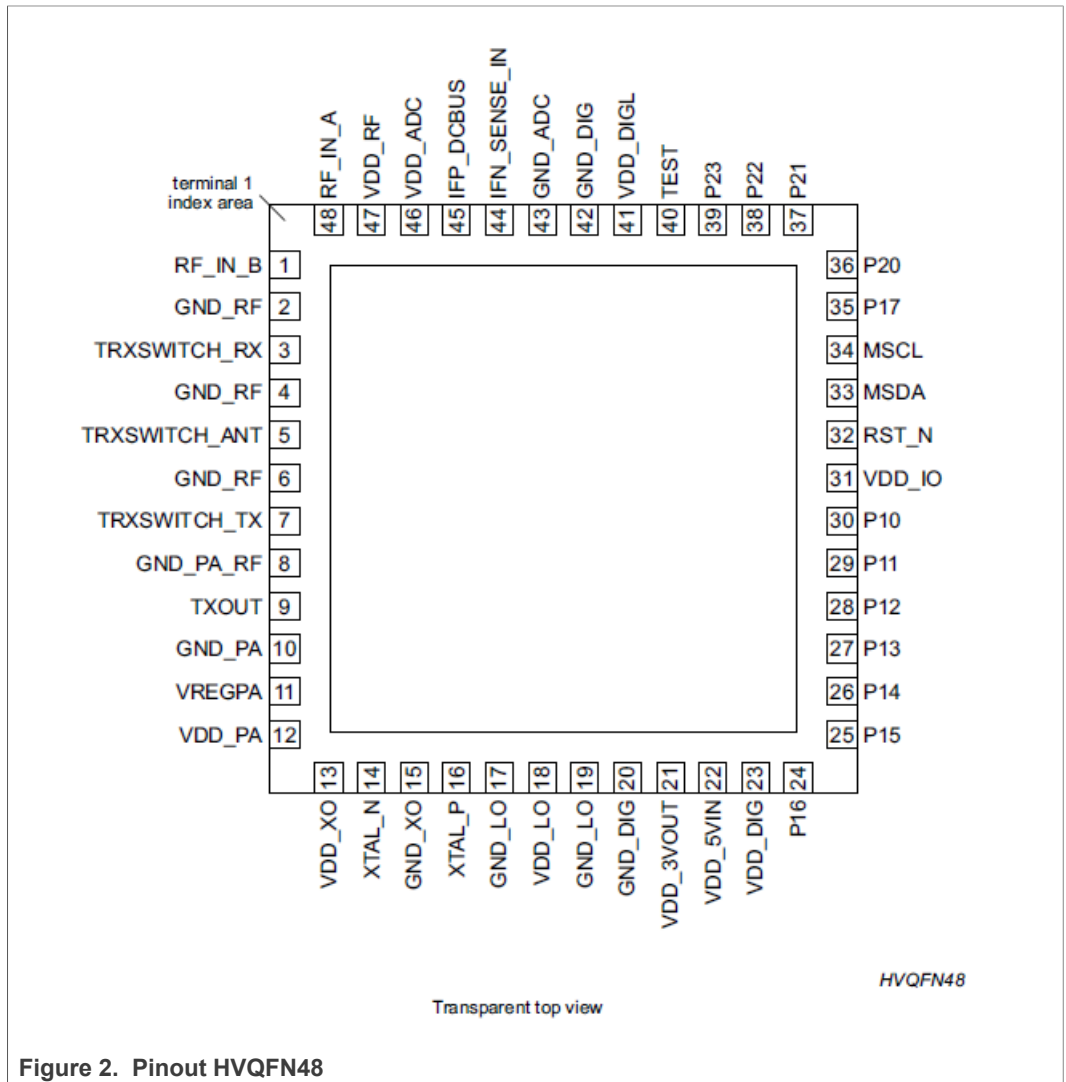 terminal 1
index area
48 RF_IN_A
47 VDD_RF
46 VDD_ADC
45 IFP_DCBUS
44 IFN_SENSE_IN
43 GND_ADC
42 GND_DIG
41 VDD_DIGL
40 TEST
39 P23
38 P22
37 P21
RF_IN_B 1
GND_RF 2
TRXSWITCH_RX 3
GND_RF 4
TRXSWITCH_ANT 5
GND_RF 6
TRXSWITCH_TX 7
GND_PA_RF 8
TXOUT 9
GND_PA 10
VREGPA 11
VDD_PA 12
36 P20
35 P17
34 MSCL
33 MSDA
32 RST_N
31 VDD_IO
30 P10
29 P11
28 P12
27 P13
26 P14
25 P15
VDD_XO 13
XTAL_N 14
GND_XO 15
XTAL_P 16
GND_LO 17
VDD_LO 18
GND_LO 19
GND_DIG 20
VDD_3VOUT 21
VDD_5VIN 22
VDD_DIG 23
P16 24
HVQFN48
Transparent top view
Figure 2. Pinout HVQFN48